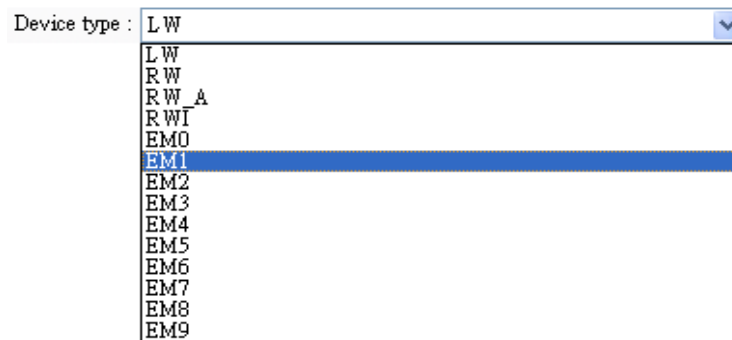 Device type : LW
LW
RW
RW_A
RWI
EM0
EM1
EM2
EM3
EM4
EM5
EM6
EM7
EM8
EM9